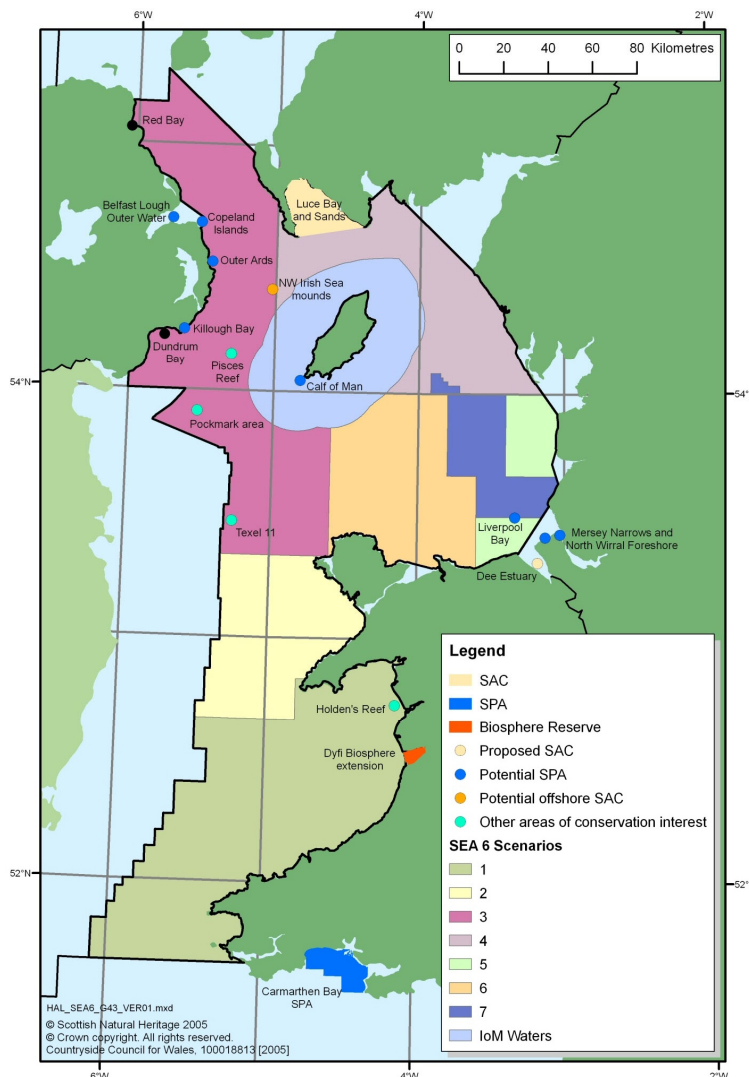 6°W
4°W
2°W
0 20 40 60 80 Kilometres
Red Bay
Luce Bay
and Sands
Belfast Lough
Outer Water
Copeland
Islands
Outer Ards
NW Irish Sea
mounds
Killough Bay
Dundrum
Bay
Pisces
Reef
54°N
54°
Calf of Man
Pockmark area
Texel 11
Liverpool
Bay
Mersey Narrows and
North Wirral Foreshore
Dee Estuary
Holden's Reef
Dyfi Biosphere
extension
52°N
52°
Carmarthen Bay
SPA
Legend
SAC
SPA
Biosphere Reserve
Proposed SAC
Potential SPA
Potential offshore SAC
Other areas of conservation interest
SEA 6 Scenarios
1
2
3
4
5
6
7
IoM Waters
HAL_SEA6_G43_VER01.mxd
© Scottish Natural Heritage 2005
© Crown copyright. All rights reserved.
Countryside Council for Wales, 100018813 [2005]
6°W
4°W
2°W